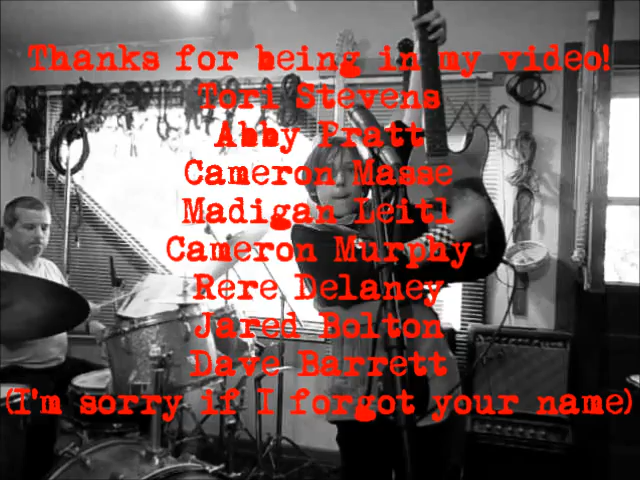 Thanks for being in my video!
Tori Stevens
Abby Pratt
Cameron Masse
Madigan Leitl
Cameron Murphy
Rere Delaney
Jared Bolton
Dave Barrett
(I'm sorry if I forgot your name)